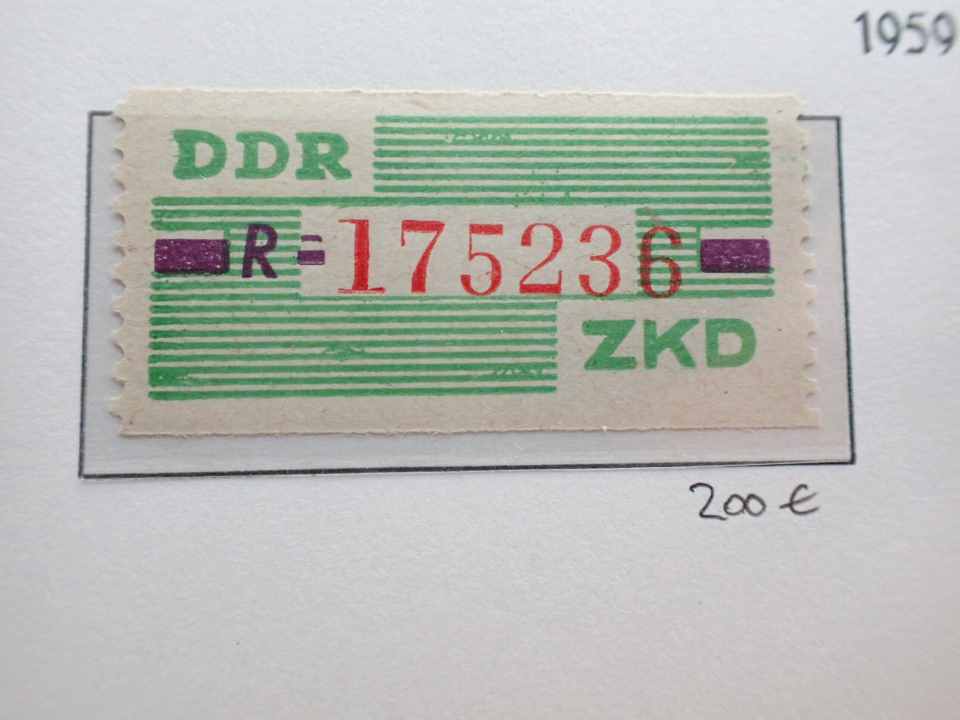 1959
DDR
R=175236
ZKD
200 €